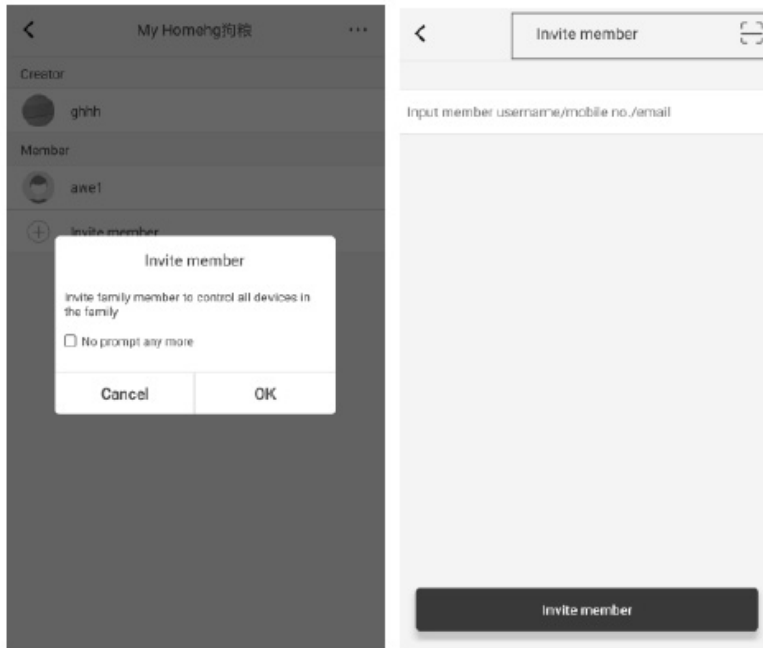 My Homehg狗粮
Creator
ghhh
Member
awe1
Invite member
Invite member
Invite family member to control all devices in
the family
No prompt any more
Cancel
OK
Invite member
Input member username/mobile no./email
Invite member